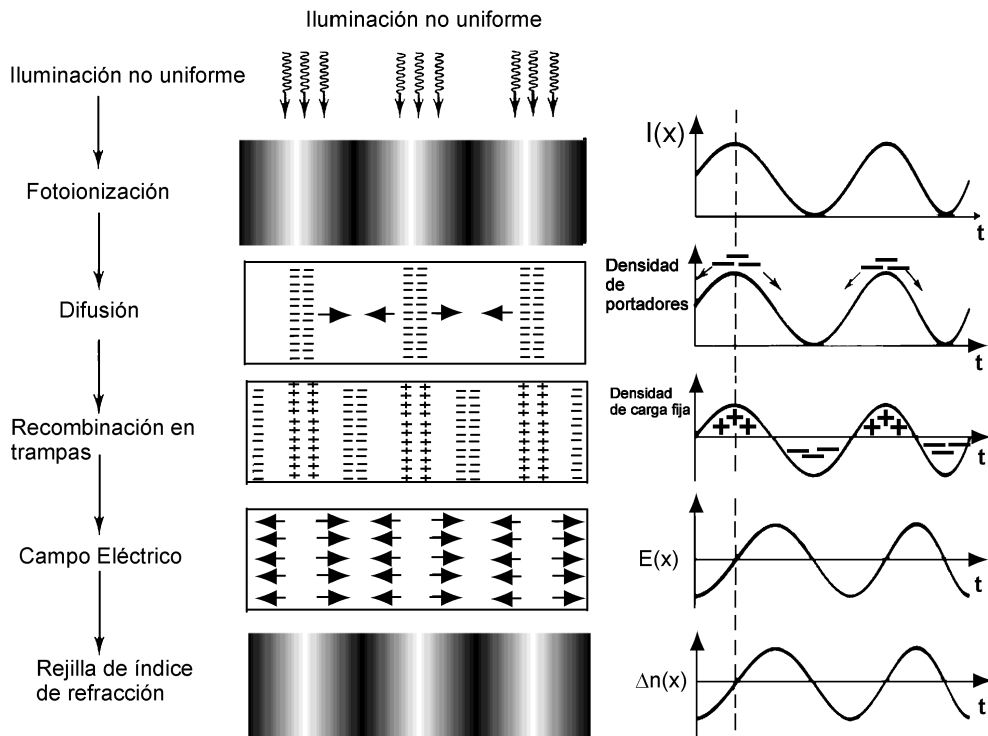 Iluminación no uniforme
Iluminación no uniforme
Fotoionización
Difusión
Recombinación en
trampas
Campo Eléctrico
Rejilla de índice
de refracción
I(x)
t
Densidad
de
portadores
t
Densidad
de carga fija
t
E(x)
t
Δn(x)
t